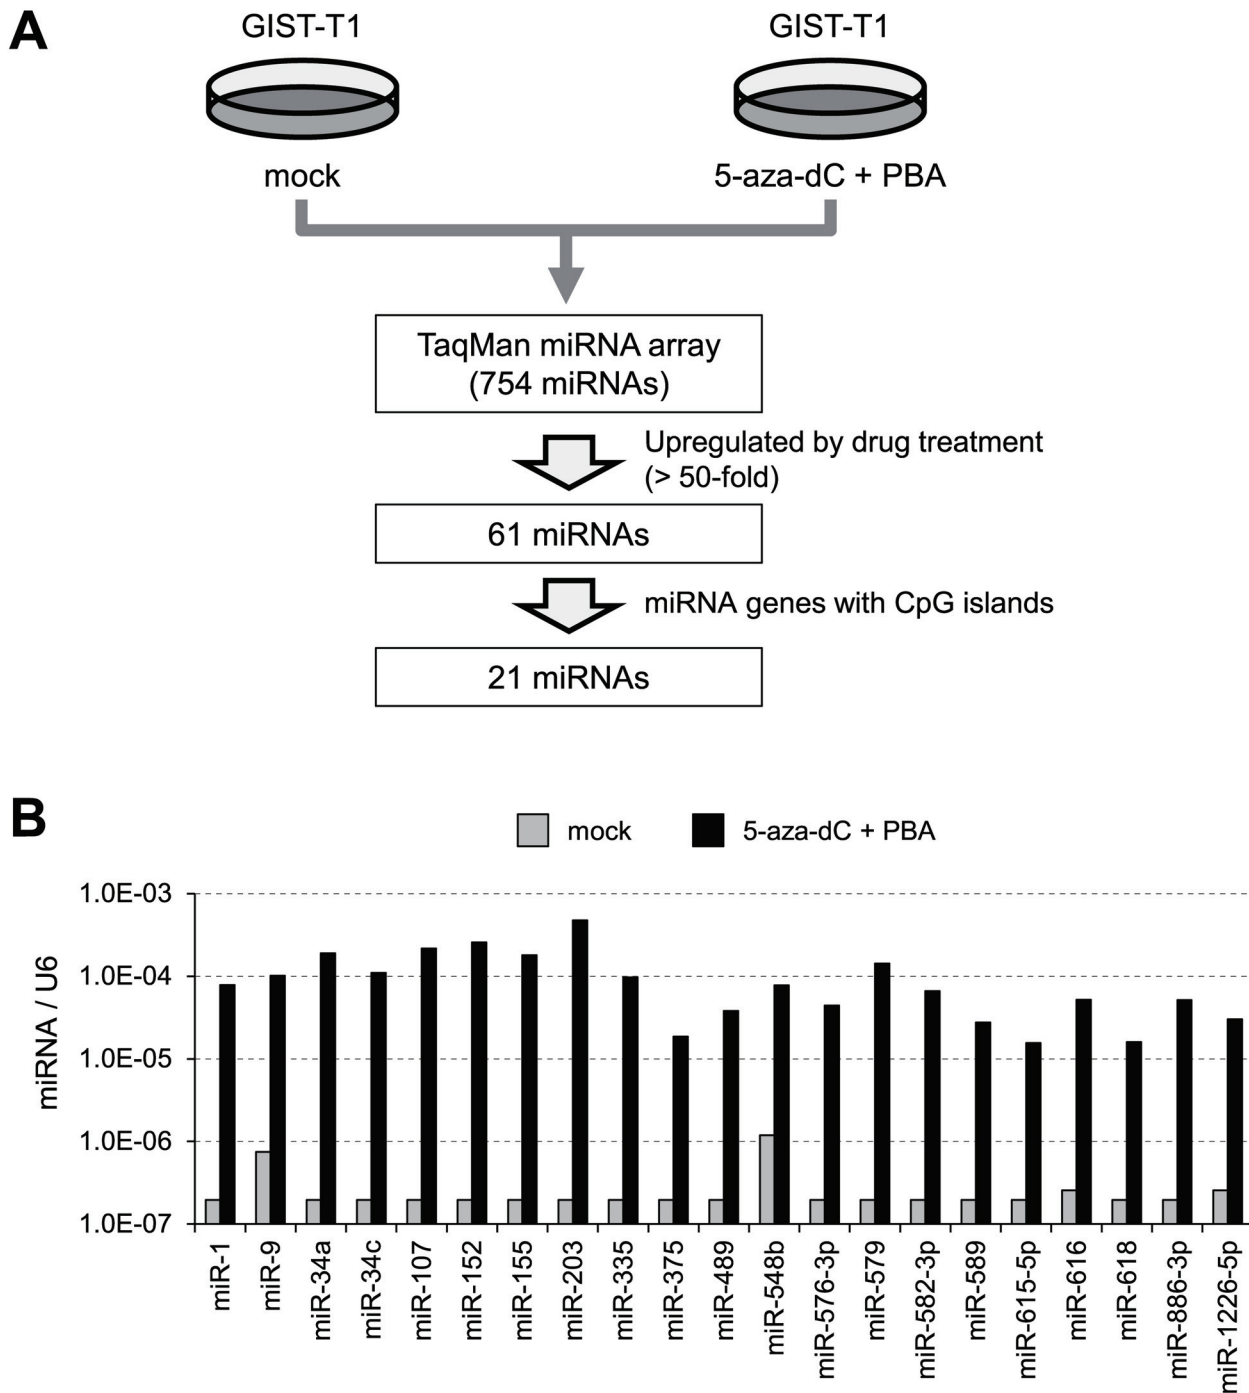 A
GIST-T1
GIST-T1
mock
5-aza-dC + PBA
TaqMan miRNA array
(754 miRNAs)
Upregulated by drug treatment
(> 50-fold)
61 miRNAs
miRNA genes with CpG islands
21 miRNAs
B
mock
5-aza-dC + PBA
miRNA / U6
1.0E-03
1.0E-04
1.0E-05
1.0E-06
1.0E-07
miR-1
miR-9
miR-34a
miR-34c
miR-107
miR-152
miR-155
miR-203
miR-335
miR-375
miR-489
miR-548b
miR-576-3p
miR-579
miR-582-3p
miR-589
miR-615-5p
miR-616
miR-618
miR-886-3p
miR-1226-5p